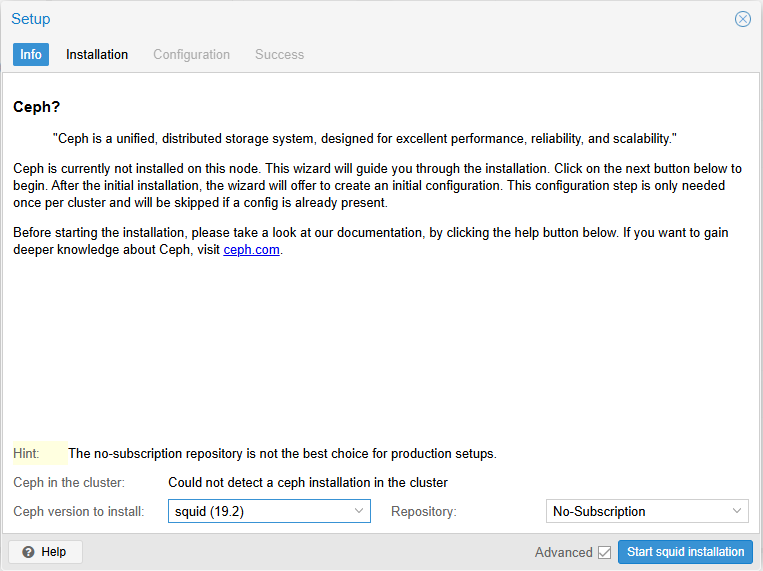 Setup
Info Installation Configuration Success
Ceph?
"Ceph is a unified, distributed storage system, designed for excellent performance, reliability, and scalability."
Ceph is currently not installed on this node. This wizard will guide you through the installation. Click on the next button below to
begin. After the initial installation, the wizard will offer to create an initial configuration. This configuration step is only needed
once per cluster and will be skipped if a config is already present.
Before starting the installation, please take a look at our documentation, by clicking the help button below. If you want to gain
deeper knowledge about Ceph, visit ceph.com.
Hint: The no-subscription repository is not the best choice for production setups.
Ceph in the cluster: Could not detect a ceph installation in the cluster
Ceph version to install: squid (19.2) Repository: No-Subscription
Help Advanced Start squid installation